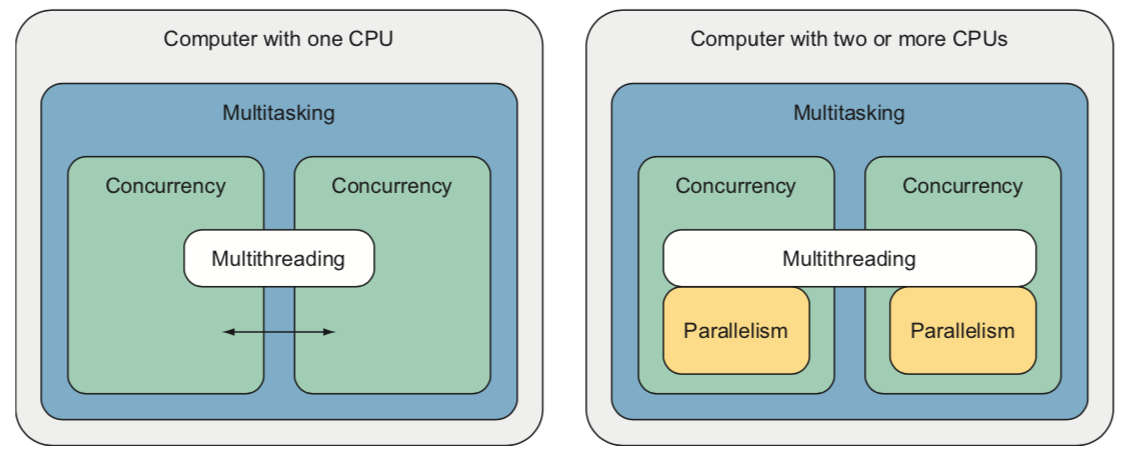 Computer with one CPU
Multitasking
Concurrency
Concurrency
Multithreading
Computer with two or more CPUs
Multitasking
Concurrency
Concurrency
Multithreading
Parallelism
Parallelism